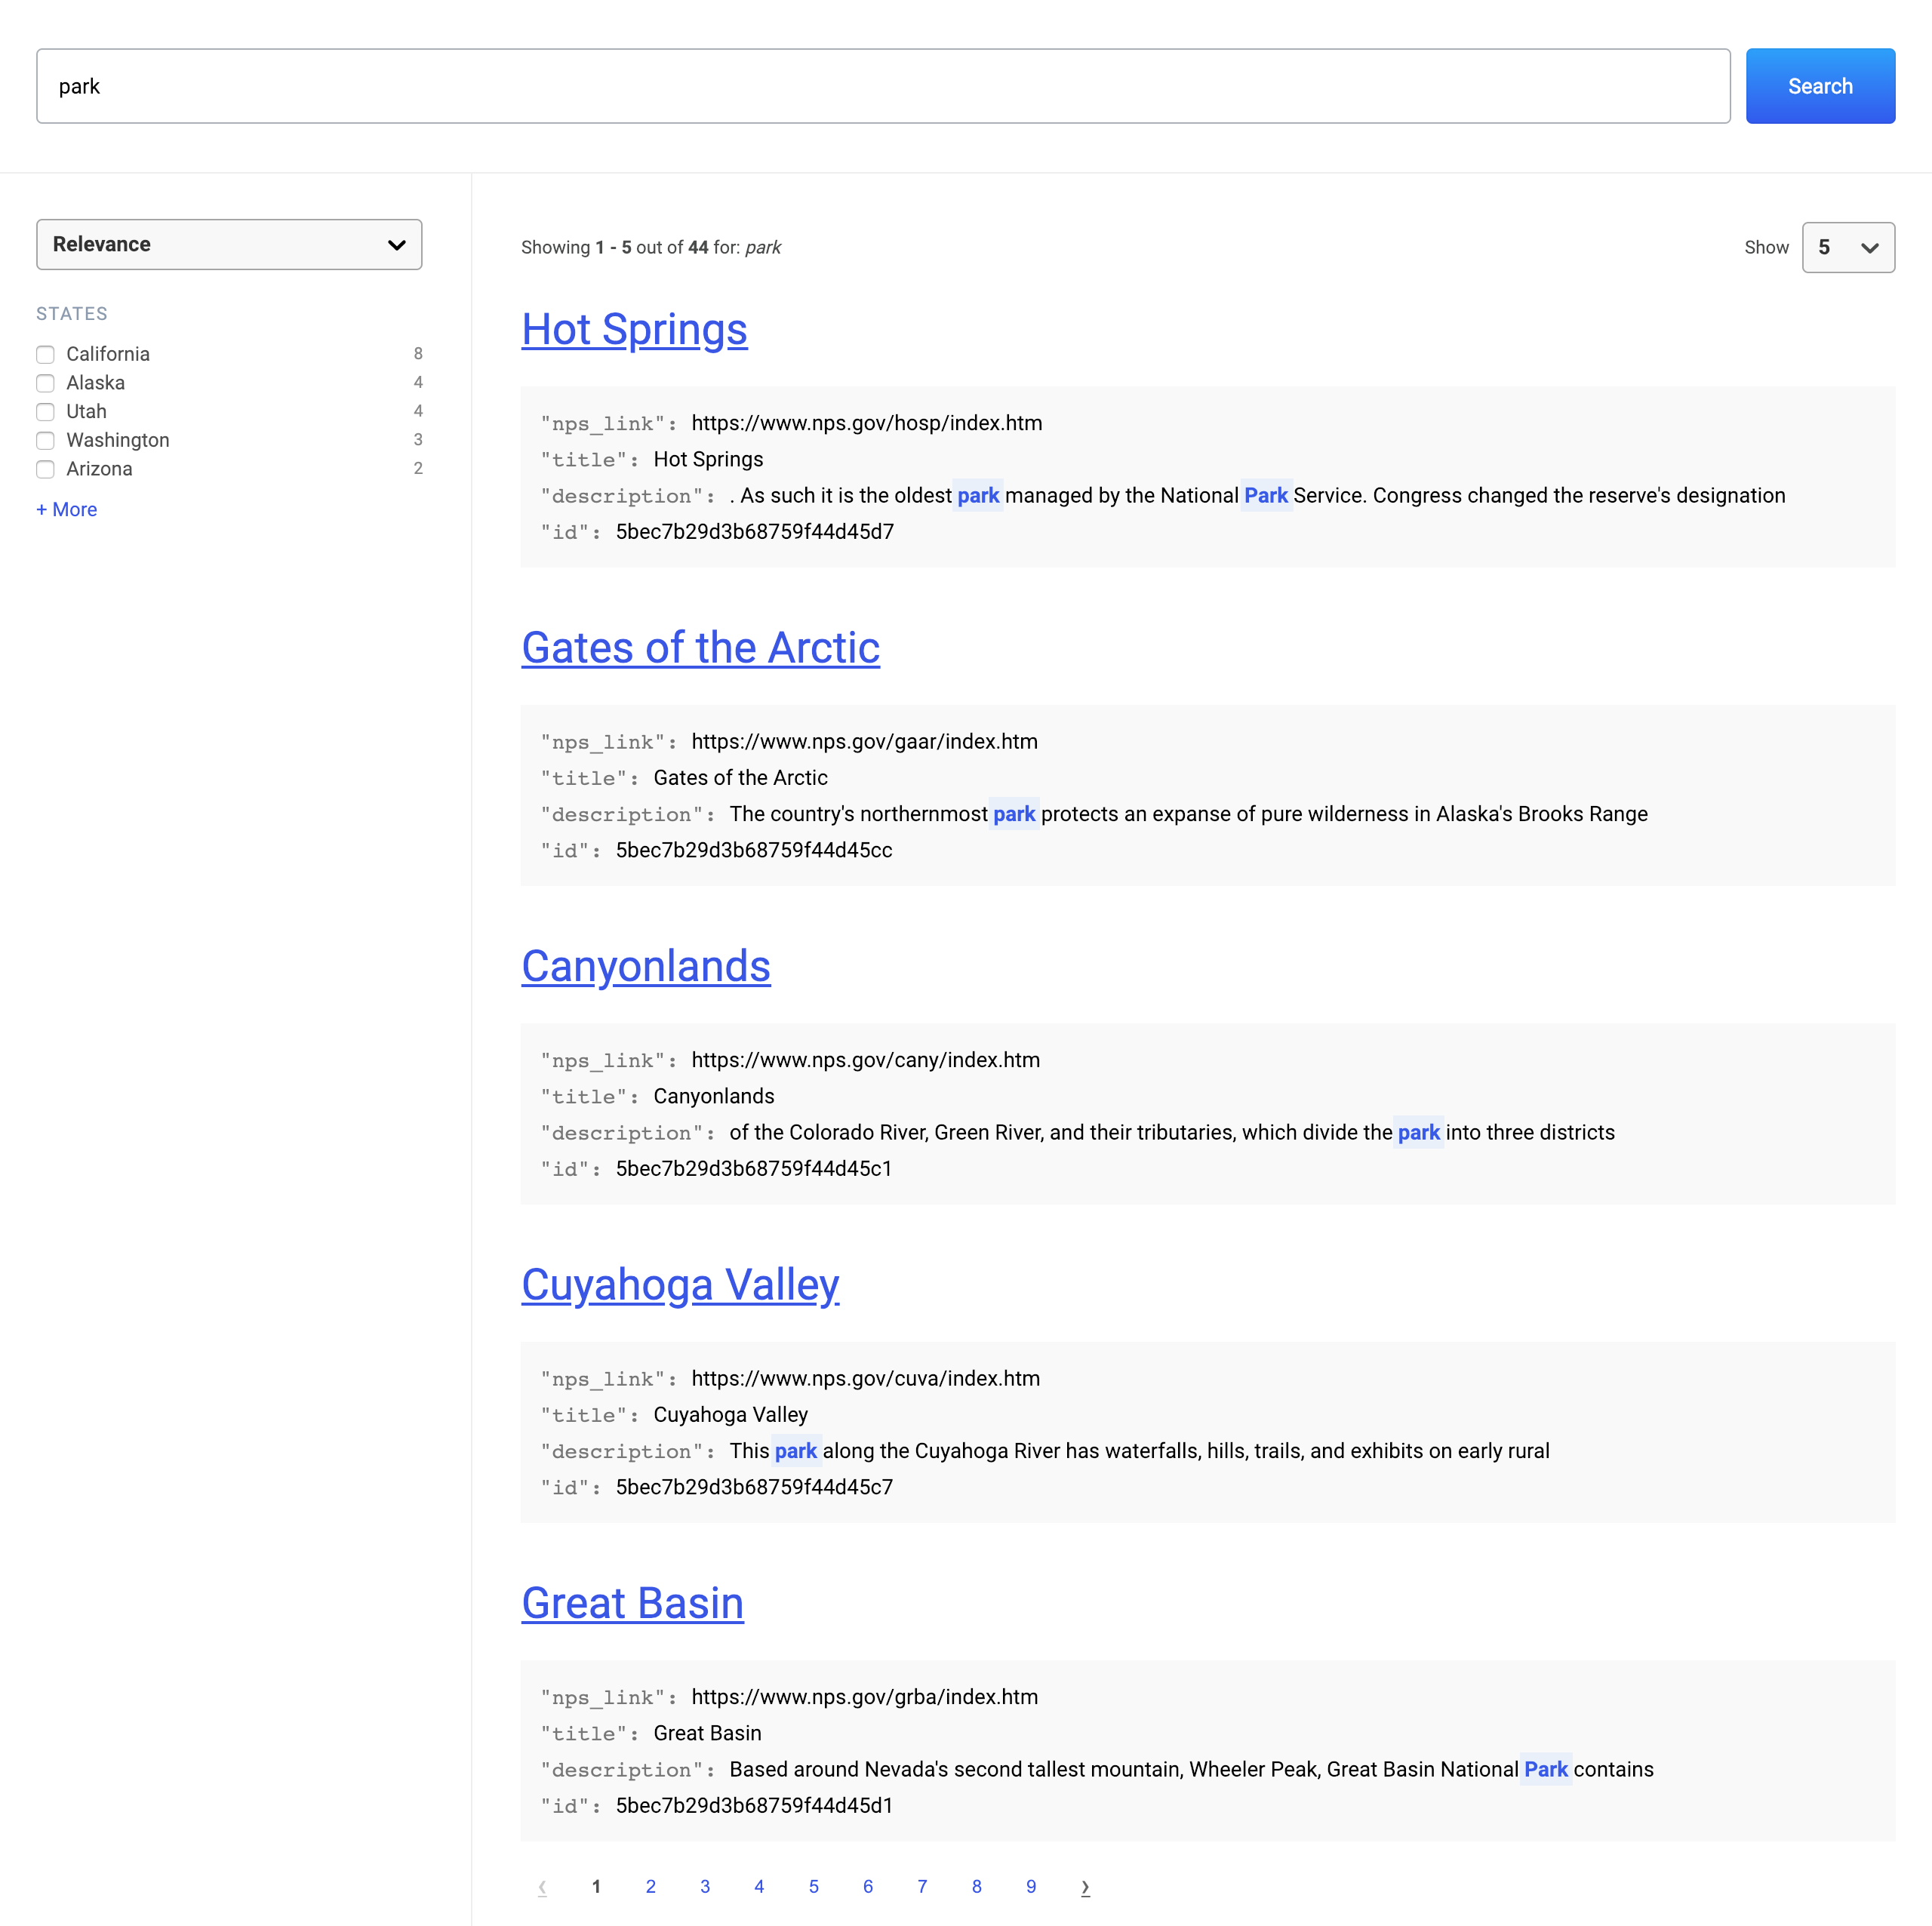 park
Search
Relevance
STATES
California 8
Alaska 4
Utah 4
Washington 3
Arizona 2
+ More
Showing 1 - 5 out of 44 for: park
Show 5
Hot Springs
"nps_link": https://www.nps.gov/hosp/index.htm
"title": Hot Springs
"description": . As such it is the oldest park managed by the National Park Service. Congress changed the reserve's designation
"id": 5bec7b29d3b68759f44d45d7
Gates of the Arctic
"nps_link": https://www.nps.gov/gaar/index.htm
"title": Gates of the Arctic
"description": The country's northernmost park protects an expanse of pure wilderness in Alaska's Brooks Range
"id": 5bec7b29d3b68759f44d45cc
Canyonlands
"nps_link": https://www.nps.gov/cany/index.htm
"title": Canyonlands
"description": of the Colorado River, Green River, and their tributaries, which divide the park into three districts
"id": 5bec7b29d3b68759f44d45c1
Cuyahoga Valley
"nps_link": https://www.nps.gov/cuva/index.htm
"title": Cuyahoga Valley
"description": This park along the Cuyahoga River has waterfalls, hills, trails, and exhibits on early rural
"id": 5bec7b29d3b68759f44d45c7
Great Basin
"nps_link": https://www.nps.gov/grba/index.htm
"title": Great Basin
"description": Based around Nevada's second tallest mountain, Wheeler Peak, Great Basin National Park contains
"id": 5bec7b29d3b68759f44d45d1
‹ 1 2 3 4 5 6 7 8 9 ›